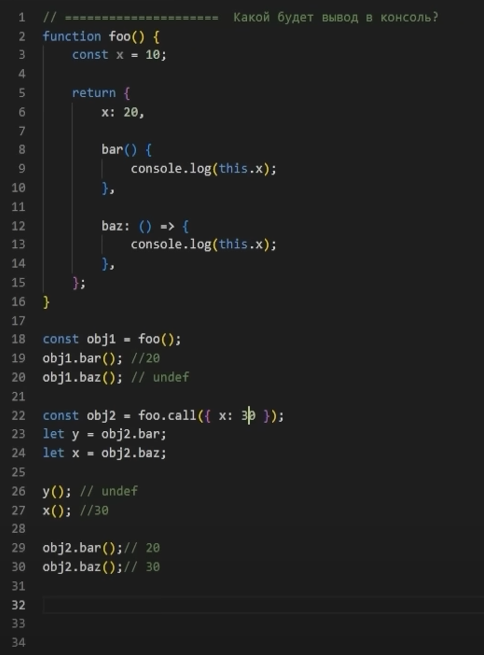 1 // ===================== Какой будет вывод в консоль?
2 function foo() {
3 const x = 10;
4
5 return {
6 x: 20,
7
8 bar() {
9 console.log(this.x);
10 },
11
12 baz: () => {
13 console.log(this.x);
14 },
15 };
16 }
17
18 const obj1 = foo();
19 obj1.bar(); //20
20 obj1.baz(); // undef
21
22 const obj2 = foo.call({ x: 30 });
23 let y = obj2.bar;
24 let x = obj2.baz;
25
26 y(); // undef
27 x(); //30
28
29 obj2.bar();// 20
30 obj2.baz();// 30
31
32
33
34